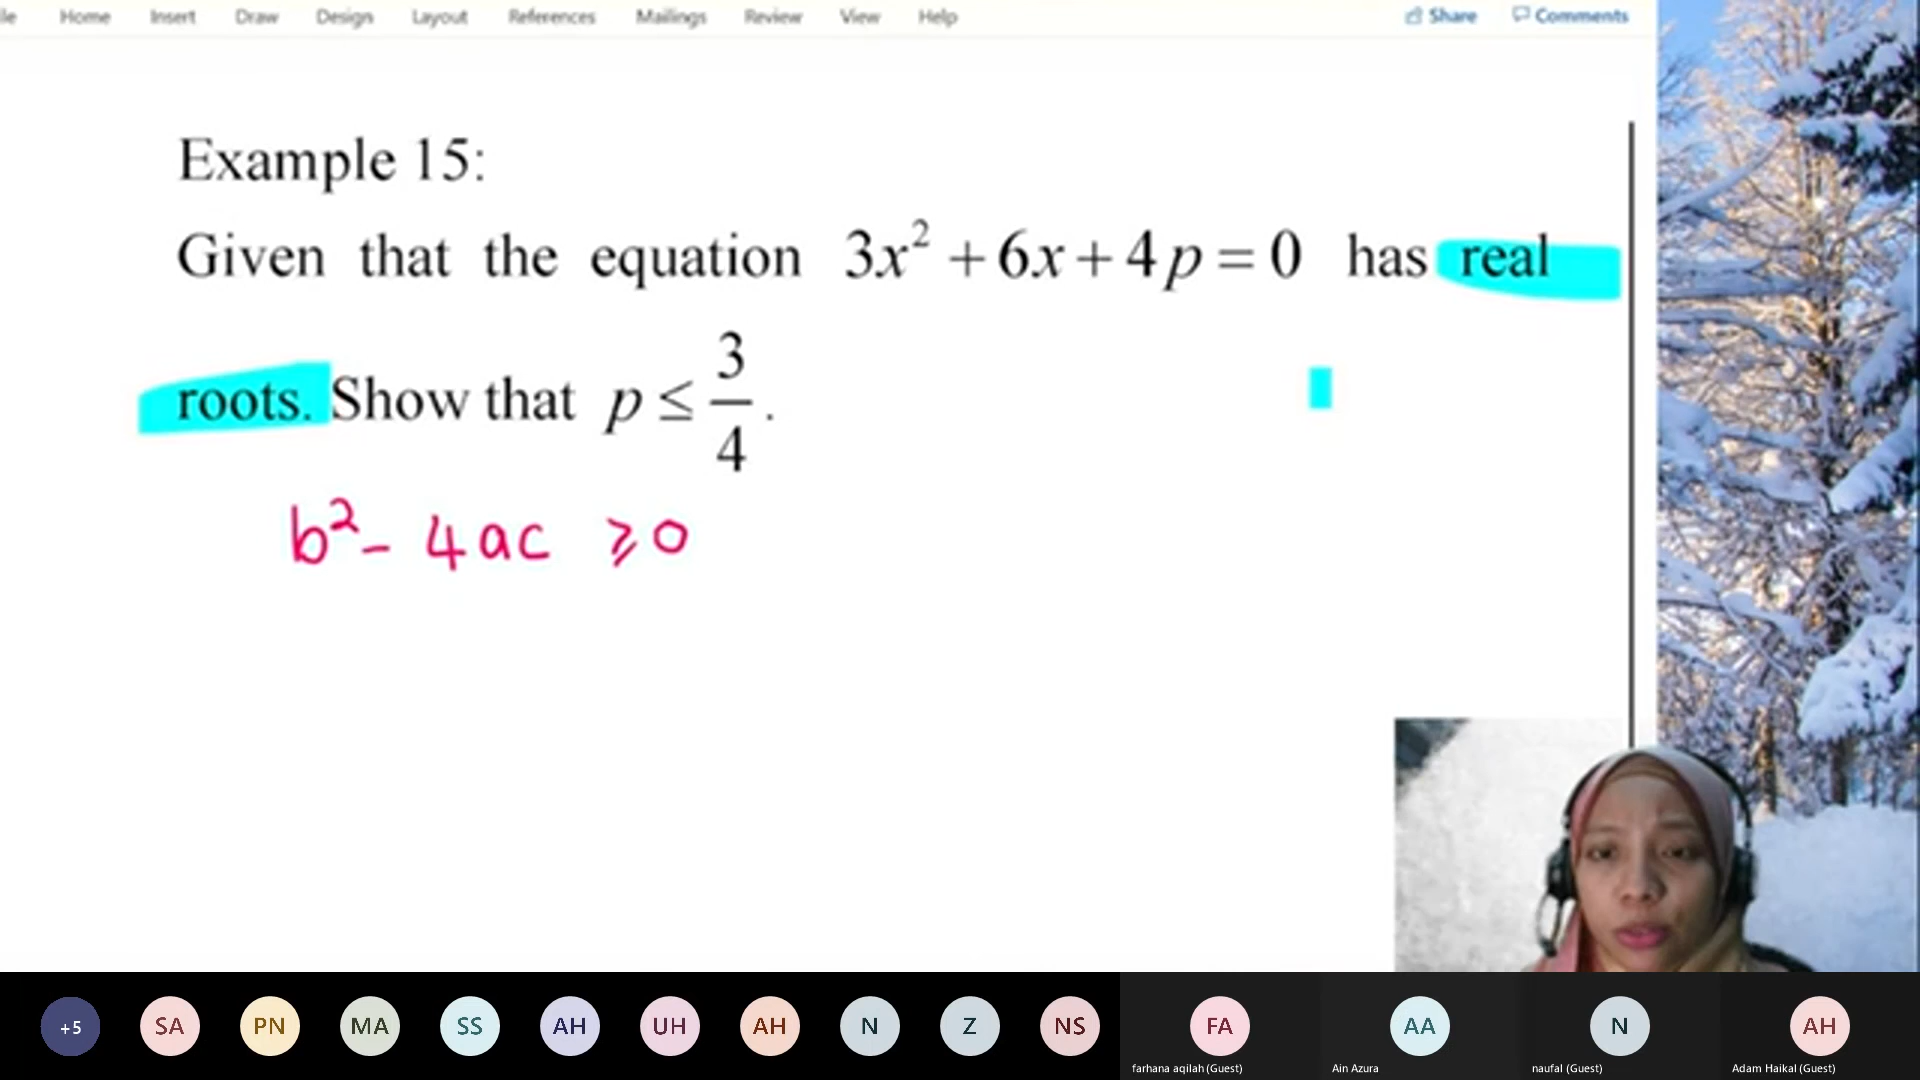 Home Insert Draw Design Layout References Mailings Review View Help Share Comments
Example 15:
Given that the equation 3x² + 6x + 4p = 0 has real
roots. Show that p ≤ 3/4 .
b² - 4ac ≥ 0
+5 SA PN MA SS AH UH AH N Z NS FA AA N AH
farhana aqilah (Guest) Ain Azura naufal (Guest) Adam Haikal (Guest)